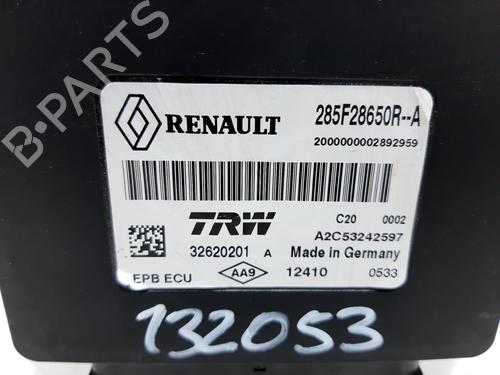 RENAULT 285F28650R--A
2000000002892959
TRW C20 0002
A2C53242597
32620201 A Made in Germany
EPB ECU AA9 12410 0533
132053
B-Parts